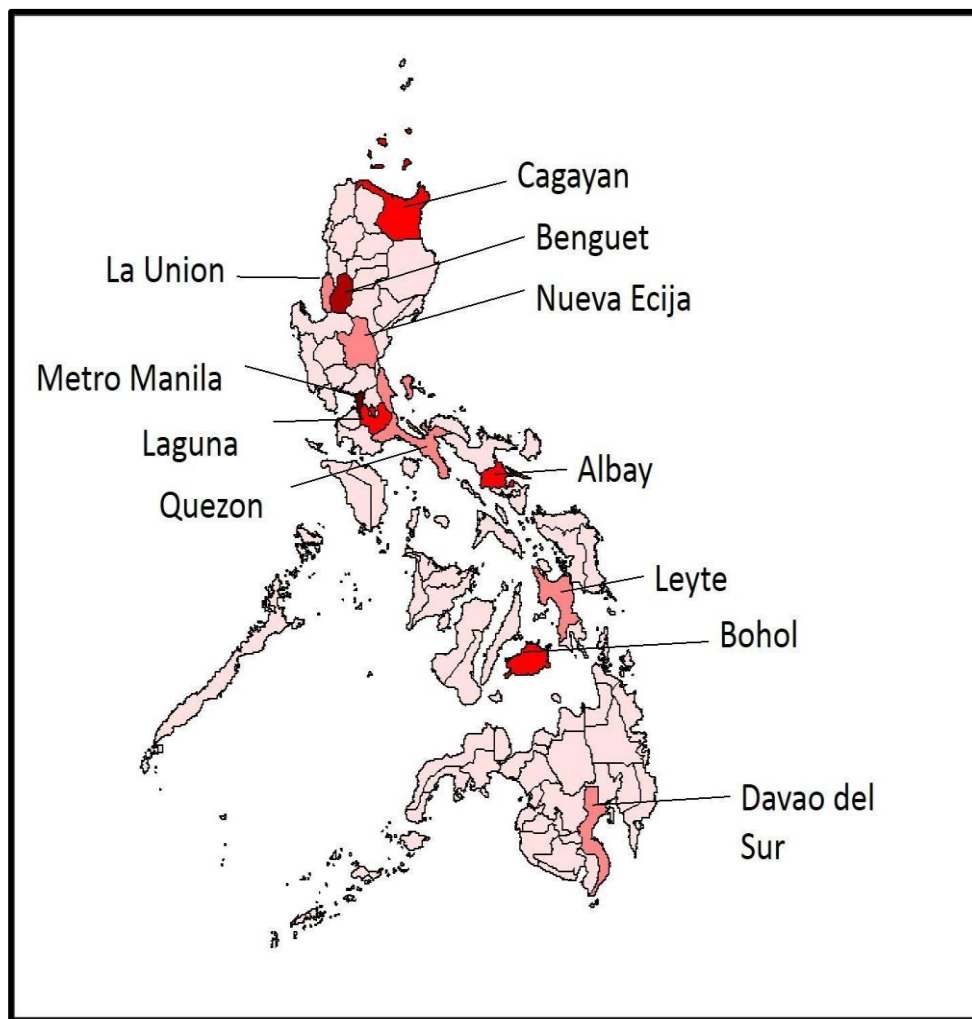 Cagayan
Benguet
La Union
Nueva Ecija
Metro Manila
Laguna
Albay
Quezon
Leyte
Bohol
Davao del
Sur